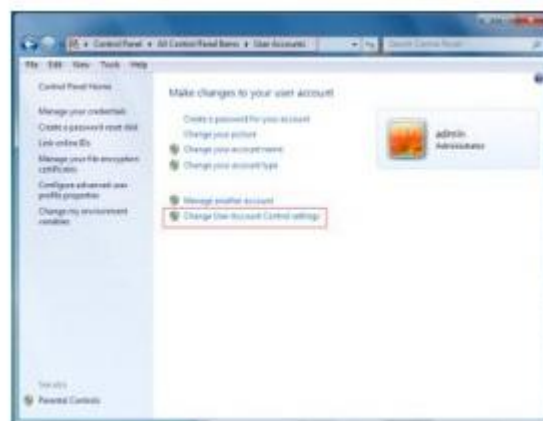 Control Panel ▸ All Control Panel Items ▸ User Accounts
Search Control Panel
File Edit View Tools Help
Control Panel Home
Manage your credentials
Create a password reset disk
Link online IDs
Manage your file encryption
certificates
Configure advanced user
profile properties
Change my environment
variables
See also
Parental Controls
Make changes to your user account
Create a password for your account
Change your picture
Change your account name
Change your account type
Manage another account
Change User Account Control settings
admin
Administrator